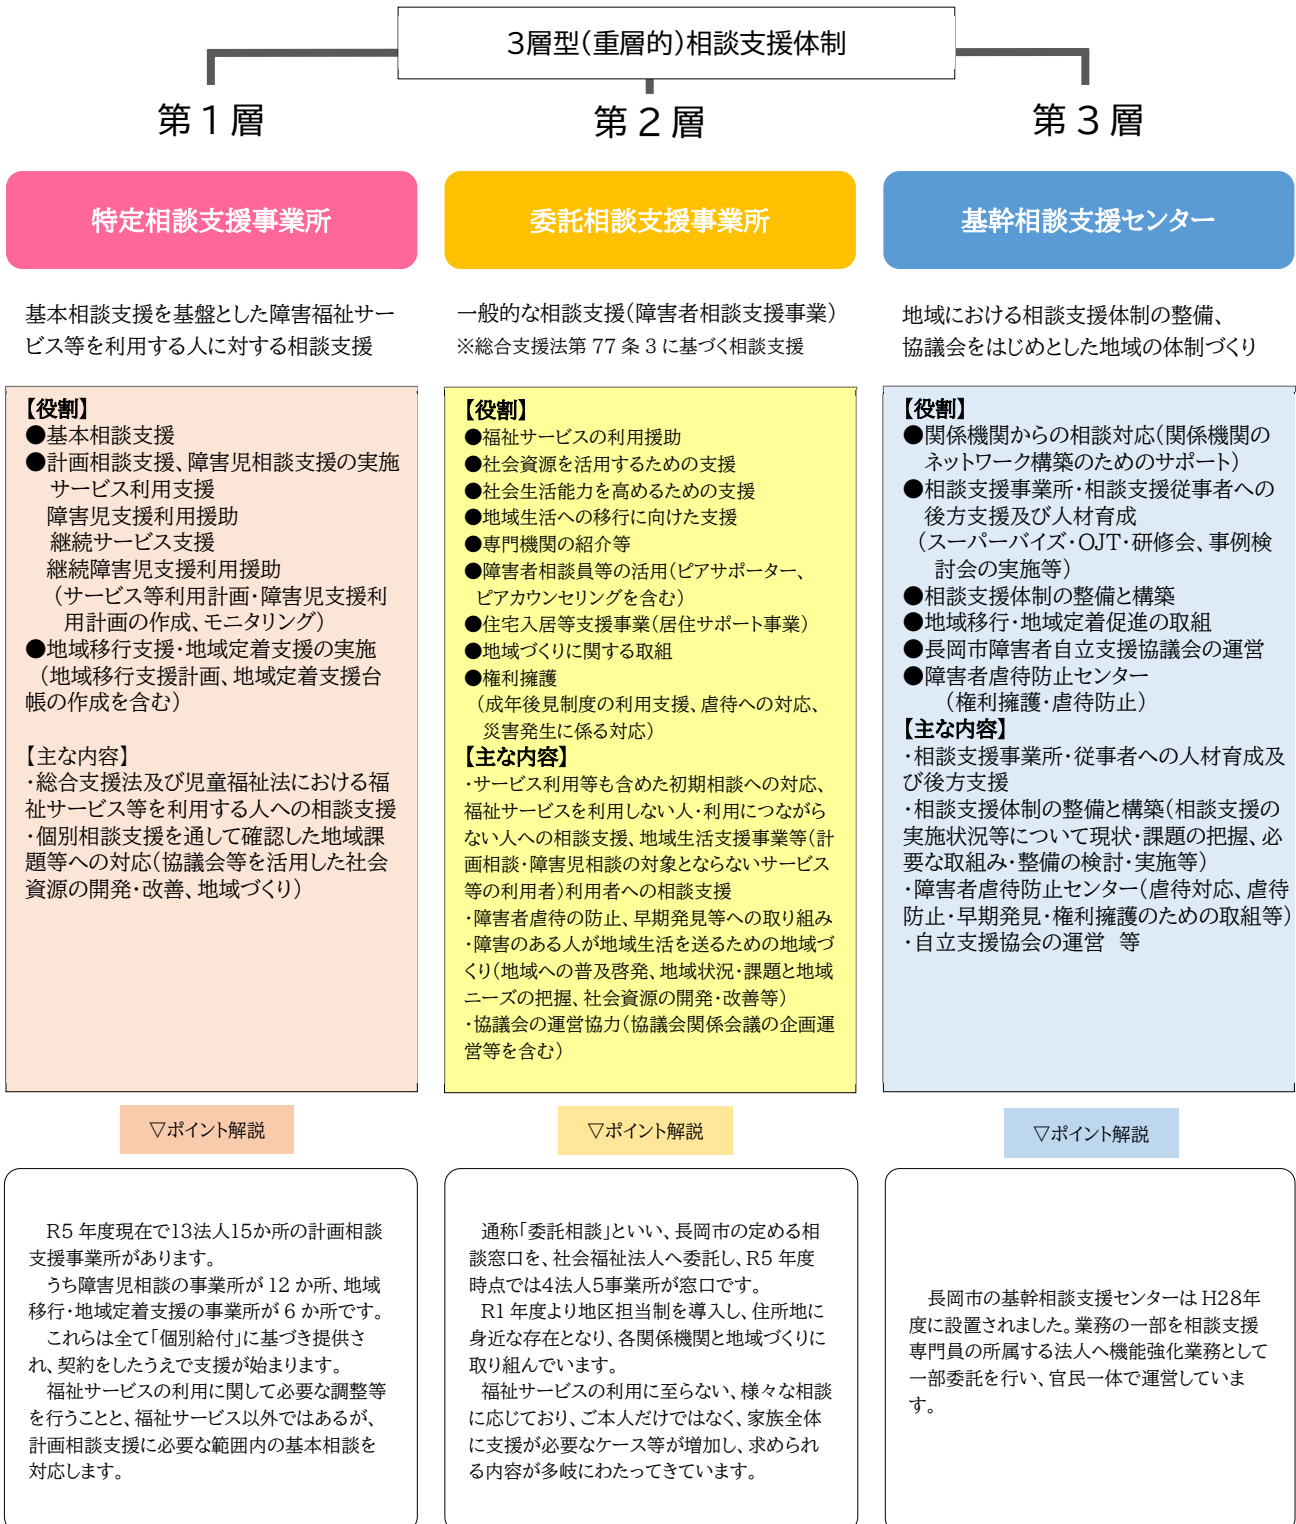 3層型(重層的)相談支援体制
第1層
第2層
第3層
特定相談支援事業所
委託相談支援事業所
基幹相談支援センター
基本相談支援を基盤とした障害福祉サー
ビス等を利用する人に対する相談支援
一般的な相談支援(障害者相談支援事業)
※総合支援法第 77 条 3 に基づく相談支援
地域における相談支援体制の整備、
協議会をはじめとした地域の体制づくり
【役割】
●基本相談支援
●計画相談支援、障害児相談支援の実施
サービス利用支援
障害児支援利用援助
継続サービス支援
継続障害児支援利用援助
(サービス等利用計画・障害児支援利
用計画の作成、モニタリング)
●地域移行支援・地域定着支援の実施
(地域移行支援計画、地域定着支援台
帳の作成を含む)
【主な内容】
・総合支援法及び児童福祉法における福
祉サービス等を利用する人への相談支援
・個別相談支援を通して確認した地域課
題等への対応(協議会等を活用した社会
資源の開発・改善、地域づくり)
【役割】
●福祉サービスの利用援助
●社会資源を活用するための支援
●社会生活能力を高めるための支援
●地域生活への移行に向けた支援
●専門機関の紹介等
●障害者相談員等の活用(ピアサポーター、
ピアカウンセリングを含む)
●住宅入居等支援事業(居住サポート事業)
●地域づくりに関する取組
●権利擁護
(成年後見制度の利用支援、虐待への対応、
災害発生に係る対応)
【主な内容】
・サービス利用等も含めた初期相談への対応、
福祉サービスを利用しない人・利用につながら
ない人への相談支援、地域生活支援事業等(計
画相談・障害児相談の対象とならないサービス
等の利用者)利用者への相談支援
・障害者虐待の防止、早期発見等への取り組み
・障害のある人が地域生活を送るための地域づ
くり(地域への普及啓発、地域状況・課題と地域
ニーズの把握、社会資源の開発・改善等)
・協議会の運営協力(協議会関係会議の企画運
営等を含む)
【役割】
●関係機関からの相談対応(関係機関の
ネットワーク構築のためのサポート)
●相談支援事業所・相談支援従事者への
後方支援及び人材育成
(スーパーバイズ・OJT・研修会、事例検
討会の実施等)
●相談支援体制の整備と構築
●地域移行・地域定着促進の取組
●長岡市障害者自立支援協議会の運営
●障害者虐待防止センター
(権利擁護・虐待防止)
【主な内容】
・相談支援事業所・従事者への人材育成及
び後方支援
・相談支援体制の整備と構築(相談支援の
実施状況等について現状・課題の把握、必
要な取組み・整備の検討・実施等)
・障害者虐待防止センター(虐待対応、虐待
防止・早期発見・権利擁護のための取組等)
・自立支援協会の運営 等
▽ポイント解説
▽ポイント解説
▽ポイント解説
R5 年度現在で13法人15か所の計画相談
支援事業所があります。
うち障害児相談の事業所が 12 か所、地域
移行・地域定着支援の事業所が 6 か所です。
これらは全て「個別給付」に基づき提供さ
れ、契約をしたうえで支援が始まります。
福祉サービスの利用に関して必要な調整等
を行うことと、福祉サービス以外ではあるが、
計画相談支援に必要な範囲内の基本相談を
対応します。
通称「委託相談」といい、長岡市の定める相
談窓口を、社会福祉法人へ委託し、R5 年度
時点では4法人5事業所が窓口です。
R1 年度より地区担当制を導入し、住所地に
身近な存在となり、各関係機関と地域づくりに
取り組んでいます。
福祉サービスの利用に至らない、様々な相談
に応じており、ご本人だけではなく、家族全体
に支援が必要なケース等が増加し、求められ
る内容が多岐にわたってきています。
長岡市の基幹相談支援センターは H28年
度に設置されました。業務の一部を相談支援
専門員の所属する法人へ機能強化業務として
一部委託を行い、官民一体で運営していま
す。